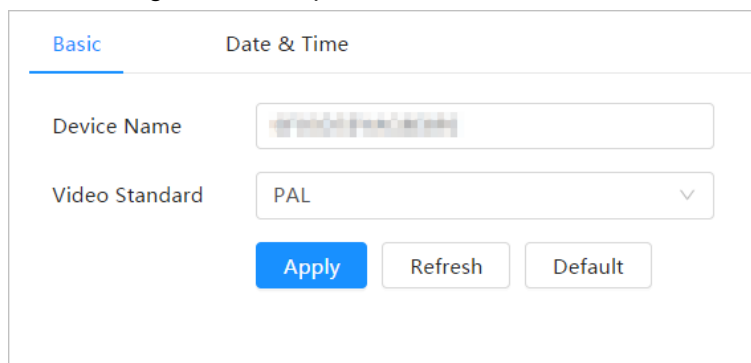 Basic Date & Time
Device Name
Video Standard PAL
Apply Refresh Default